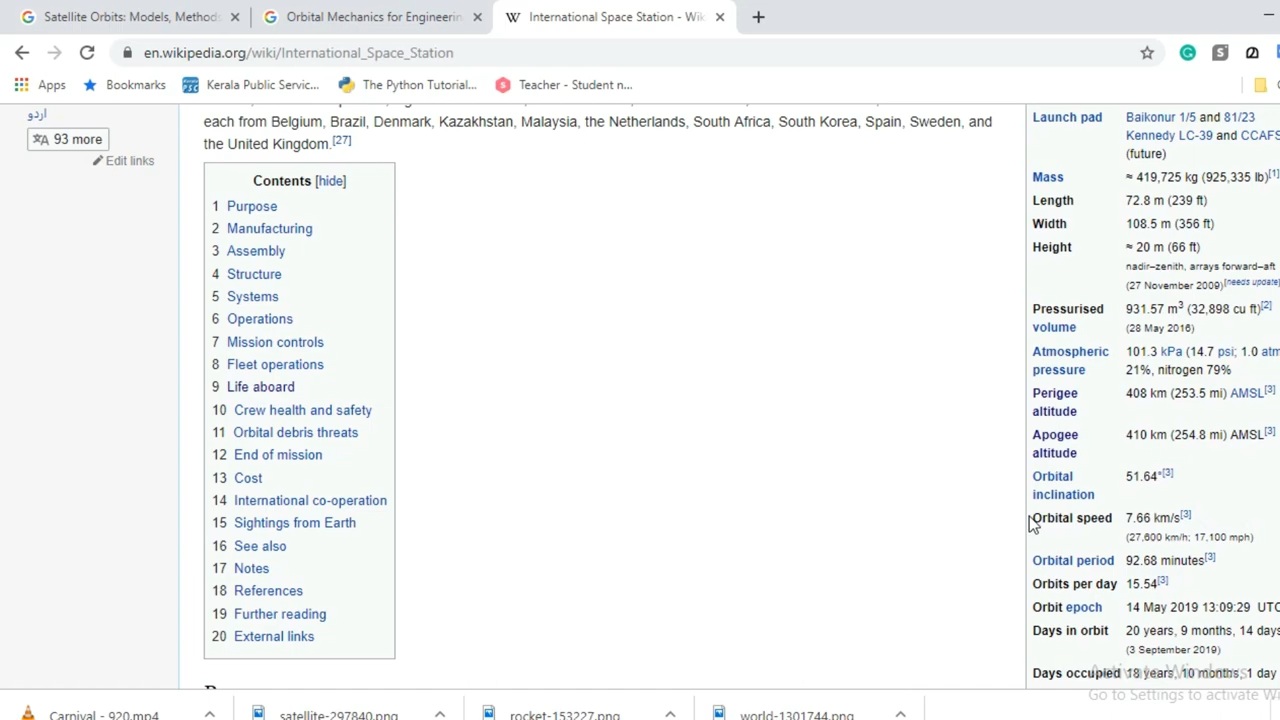 Satellite Orbits: Models, Method
Orbital Mechanics for Engineerin
International Space Station - Wik
en.wikipedia.org/wiki/International_Space_Station
Apps
Bookmarks
Kerala Public Servic...
The Python Tutorial...
Teacher - Student n...
اردو
93 more
Edit links
each from Belgium, Brazil, Denmark, Kazakhstan, Malaysia, the Netherlands, South Africa, South Korea, Spain, Sweden, and
the United Kingdom.[27]
Contents [hide]
1 Purpose
2 Manufacturing
3 Assembly
4 Structure
5 Systems
6 Operations
7 Mission controls
8 Fleet operations
9 Life aboard
10 Crew health and safety
11 Orbital debris threats
12 End of mission
13 Cost
14 International co-operation
15 Sightings from Earth
16 See also
17 Notes
18 References
19 Further reading
20 External links
Launch pad Baikonur 1/5 and 81/23
Kennedy LC-39 and CCAFS
(future)
Mass ≈ 419,725 kg (925,335 lb)[1]
Length 72.8 m (239 ft)
Width 108.5 m (356 ft)
Height ≈ 20 m (66 ft)
nadir–zenith, arrays forward–aft
(27 November 2009)[needs update]
Pressurised 931.57 m3 (32,898 cu ft)[2]
volume (28 May 2016)
Atmospheric 101.3 kPa (14.7 psi; 1.0 atm
pressure 21%, nitrogen 79%
Perigee 408 km (253.5 mi) AMSL[3]
altitude
Apogee 410 km (254.8 mi) AMSL[3]
altitude
Orbital 51.64°[3]
inclination
Orbital speed 7.66 km/s[3]
(27,600 km/h; 17,100 mph)
Orbital period 92.68 minutes[3]
Orbits per day 15.54[3]
Orbit epoch 14 May 2019 13:09:29 UTC
Days in orbit 20 years, 9 months, 14 days
(3 September 2019)
Days occupied 18 years, 10 months, 1 day
Activate Windows
Go to Settings to activate Wi
Carnival - 920.mp4
satellite-297840.png
rocket-153227.png
world-1301744.png